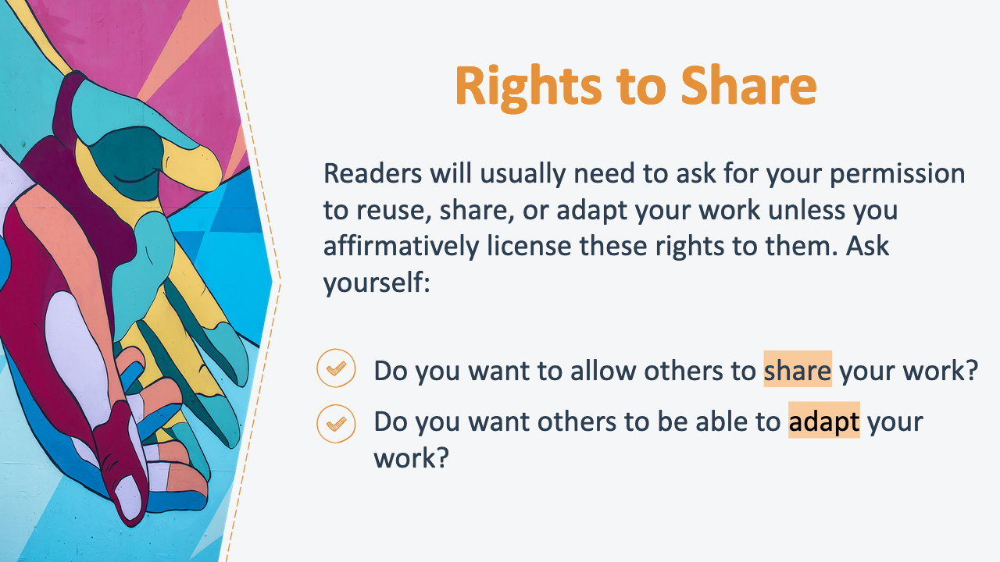 Rights to Share
Readers will usually need to ask for your permission
to reuse, share, or adapt your work unless you
affirmatively license these rights to them. Ask
yourself:
Do you want to allow others to share your work?
Do you want others to be able to adapt your
work?